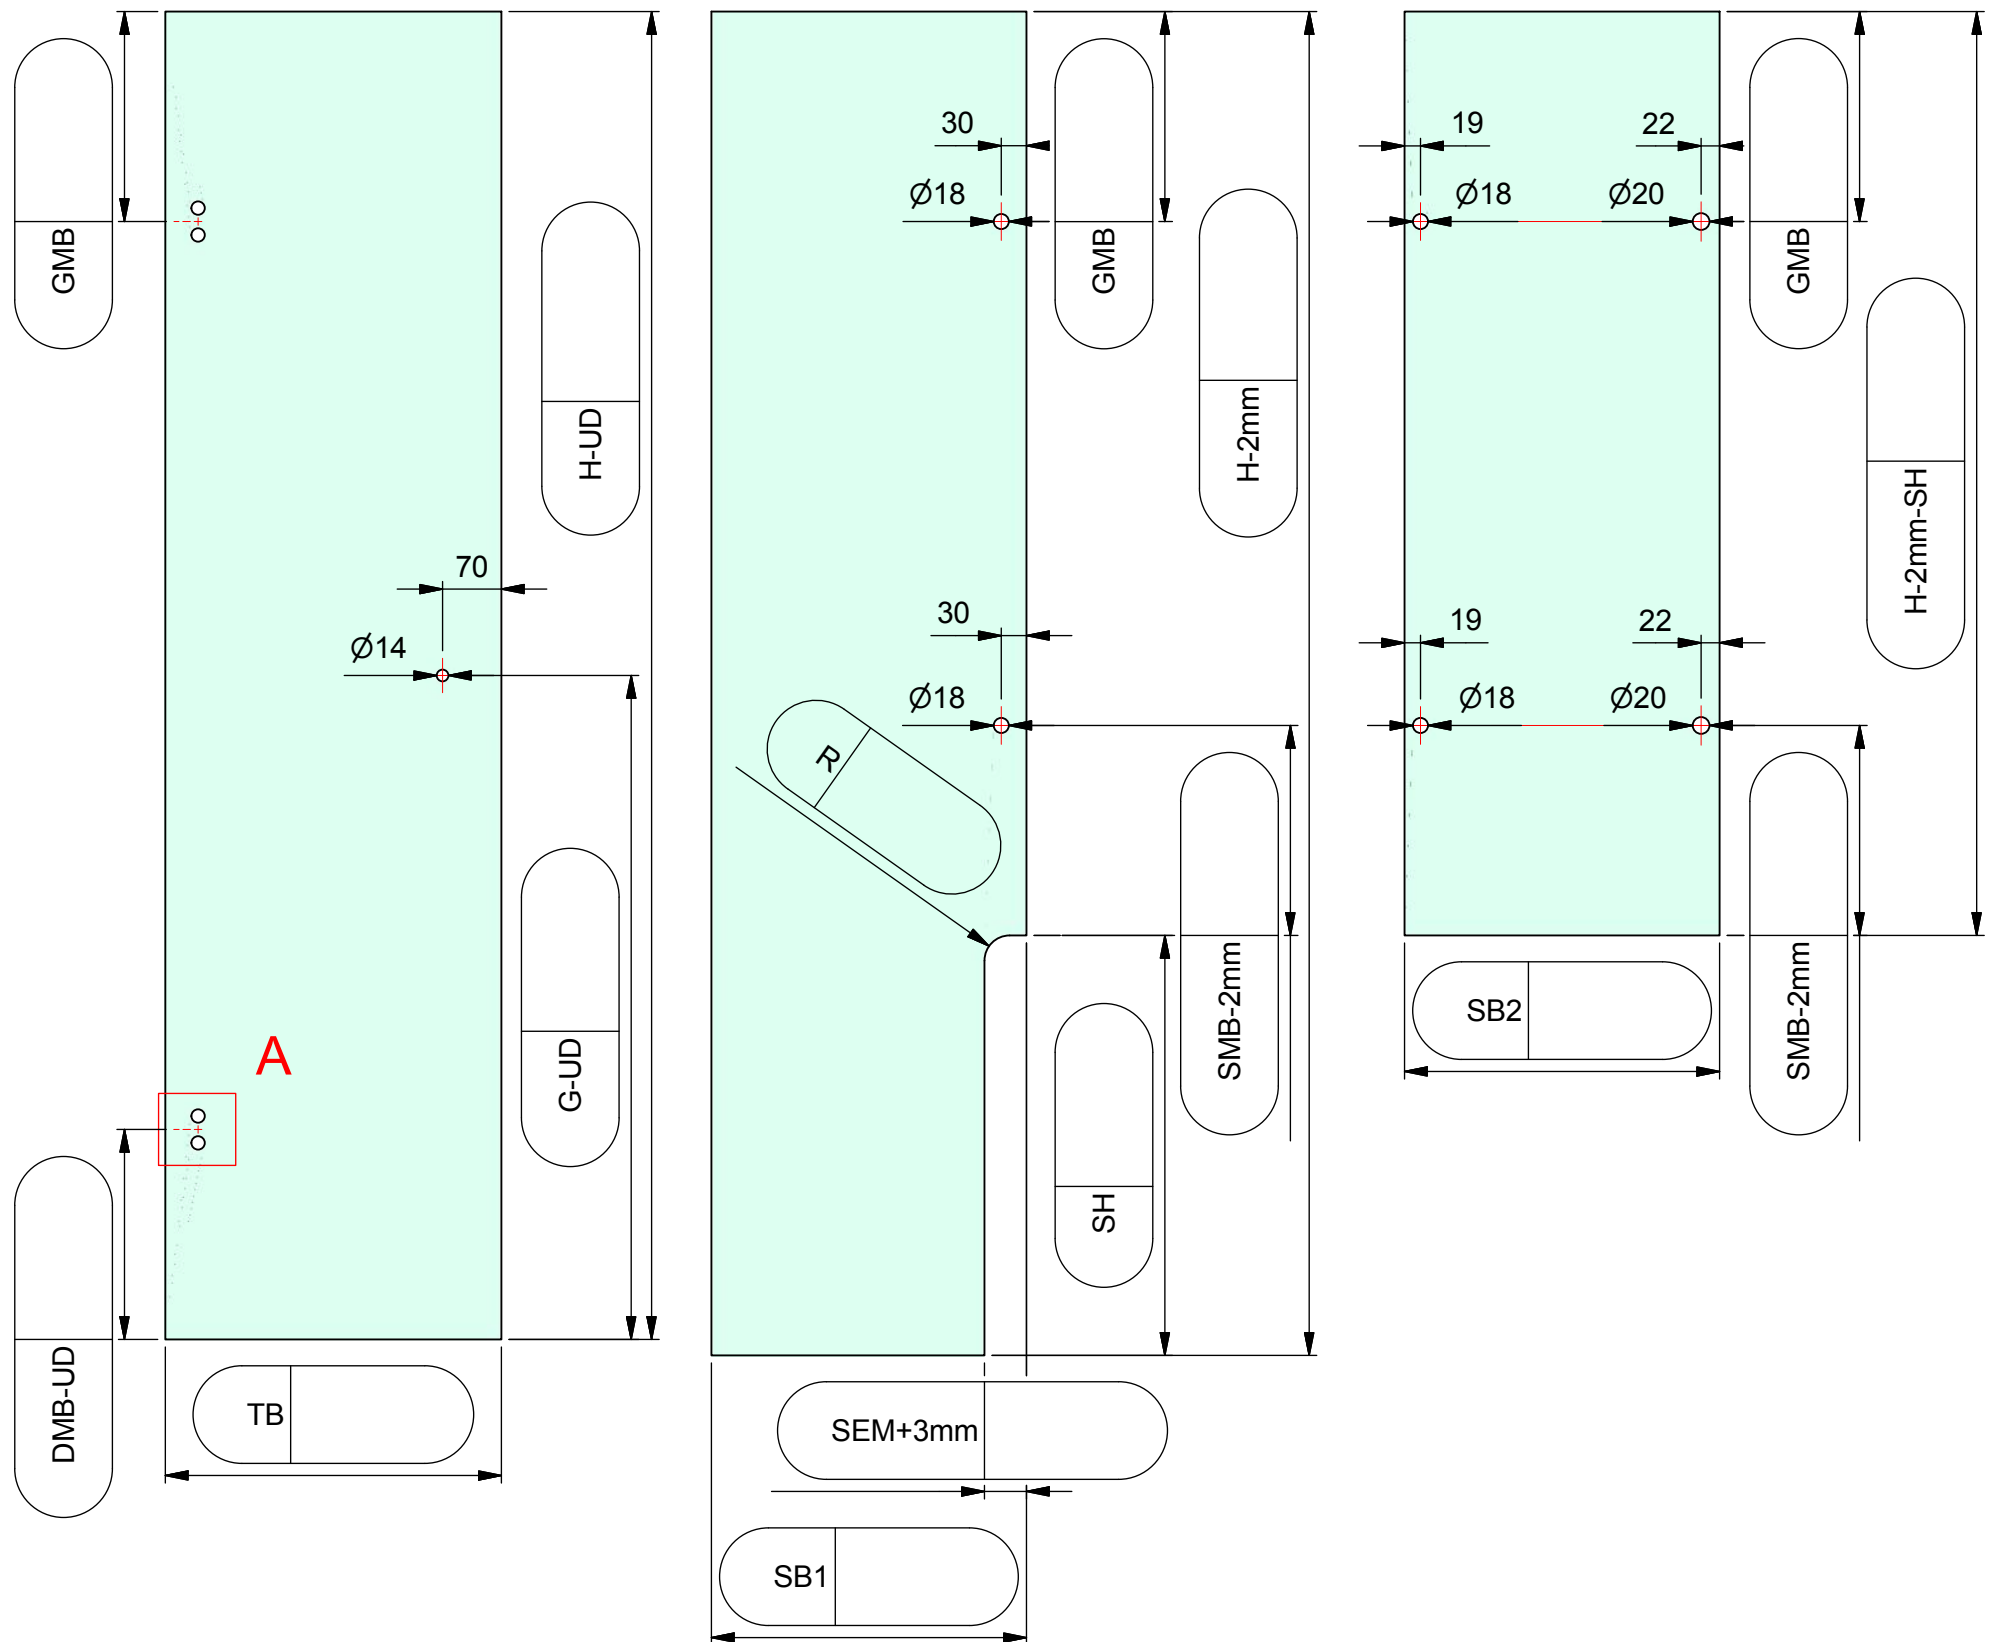 GMB
H-UD
70
Ø14
G-UD
A
DMB-UD
TB
30
Ø18
GMB
H-2mm
30
Ø18
R
SMB-2mm
SH
SEM+3mm
SB1
19
22
Ø18
Ø20
GMB
H-2mm-SH
19
22
Ø18
Ø20
SMB-2mm
SB2